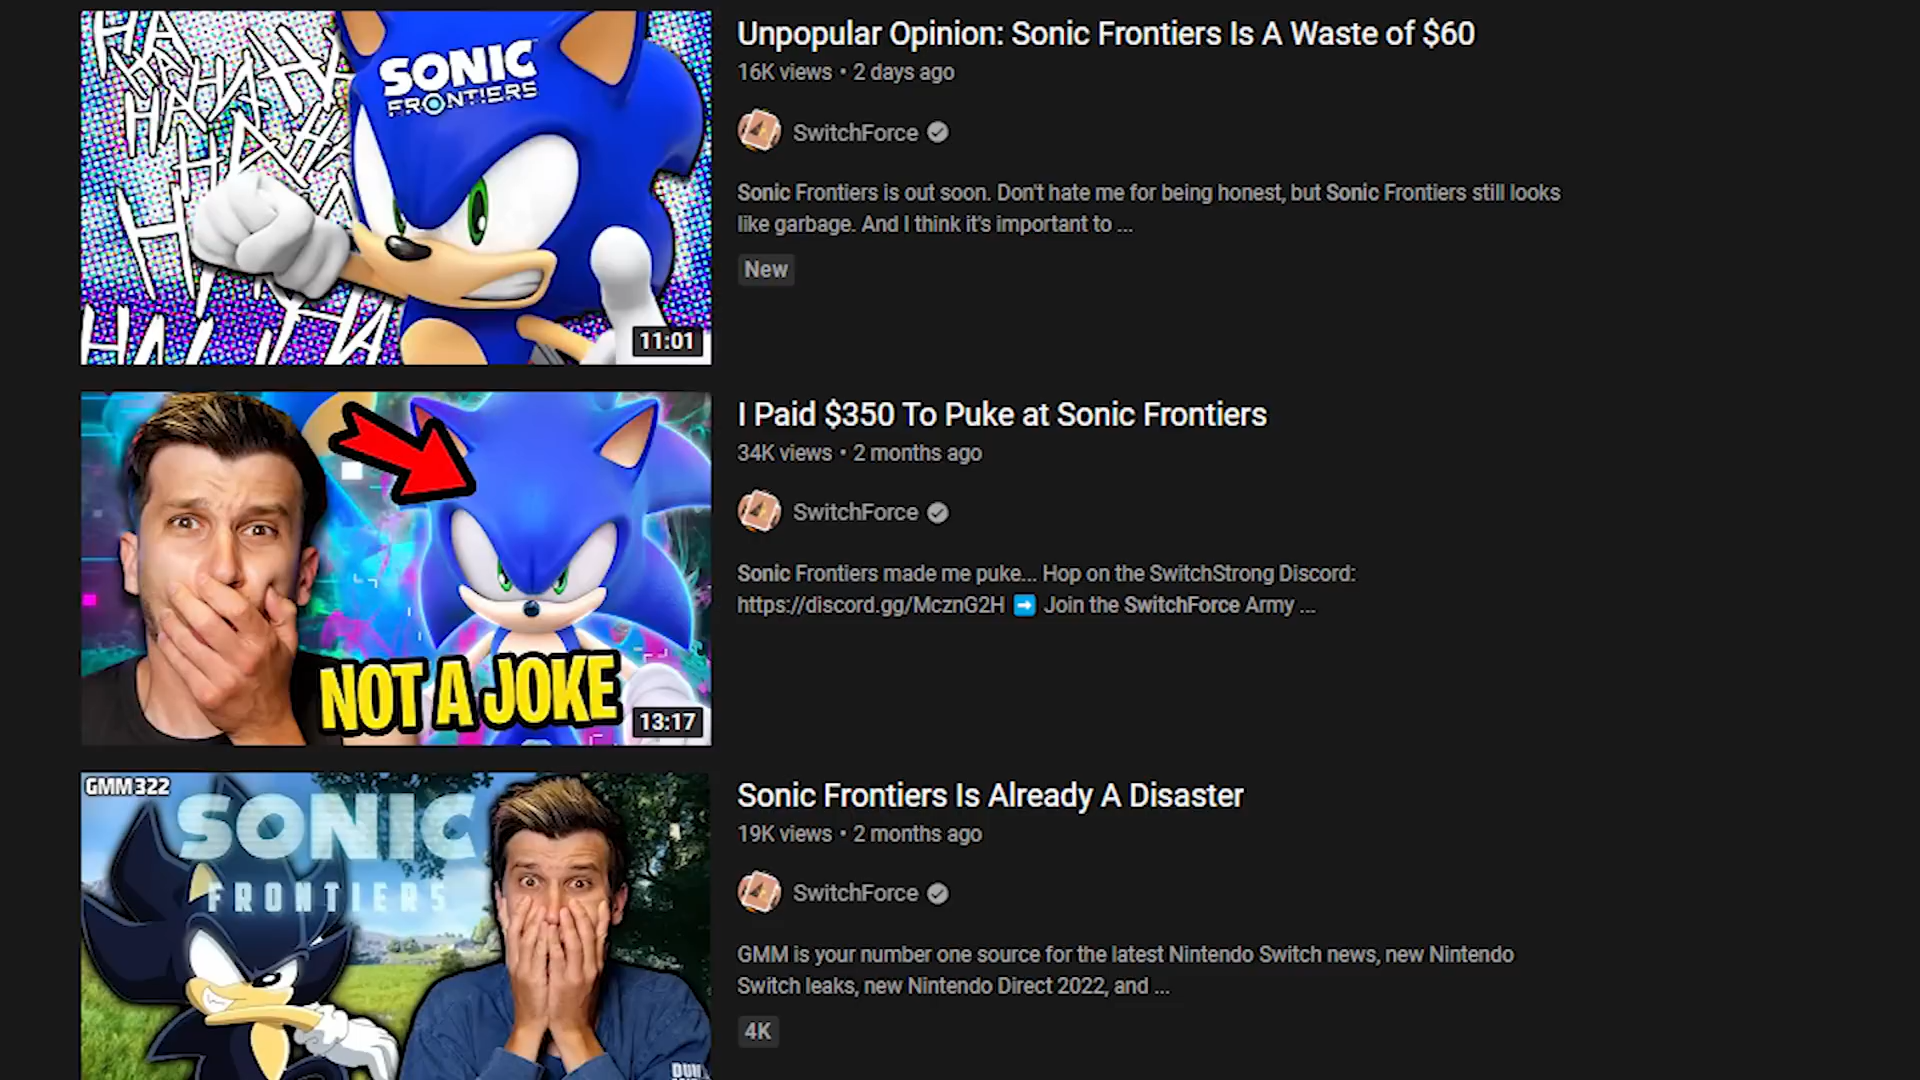 HA
HAHAHA
HAHAHA
HAHA
SONIC
FRONTIERS
11:01
Unpopular Opinion: Sonic Frontiers Is A Waste of $60
16K views • 2 days ago
SwitchForce
Sonic Frontiers is out soon. Don't hate me for being honest, but Sonic Frontiers still looks
like garbage. And I think it's important to ...
New
NOT A JOKE
13:17
I Paid $350 To Puke at Sonic Frontiers
34K views • 2 months ago
SwitchForce
Sonic Frontiers made me puke... Hop on the SwitchStrong Discord:
https://discord.gg/McznG2H ➡ Join the SwitchForce Army ...
GMM 322
SONIC
FRONTIERS
Sonic Frontiers Is Already A Disaster
19K views • 2 months ago
SwitchForce
GMM is your number one source for the latest Nintendo Switch news, new Nintendo
Switch leaks, new Nintendo Direct 2022, and ...
4K